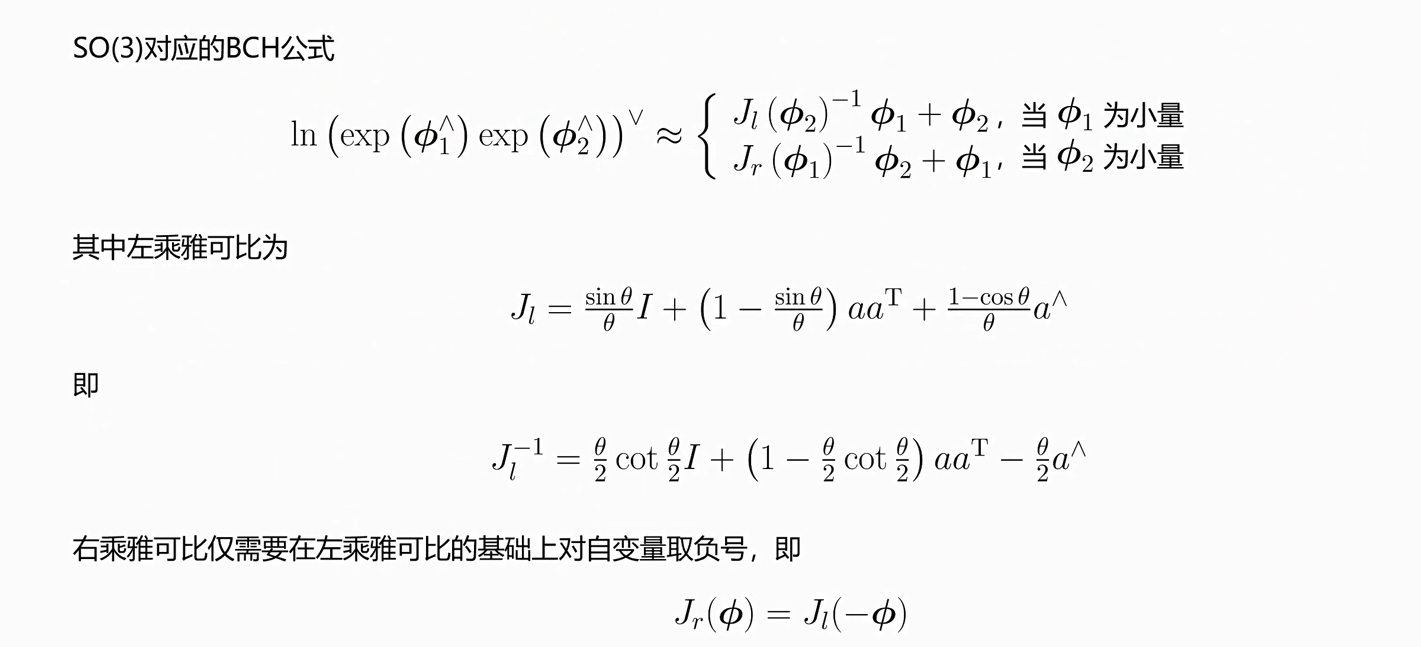 SO(3)对应的BCH公式
$\ln \left( \exp \left( \boldsymbol{\phi}_1^{\wedge} \right) \exp \left( \boldsymbol{\phi}_2^{\wedge} \right) \right)^{\vee} \approx \begin{cases} J_l \left( \boldsymbol{\phi}_2 \right)^{-1} \boldsymbol{\phi}_1 + \boldsymbol{\phi}_2 \text{,当 } \boldsymbol{\phi}_1 \text{ 为小量} \\ J_r \left( \boldsymbol{\phi}_1 \right)^{-1} \boldsymbol{\phi}_2 + \boldsymbol{\phi}_1 \text{,当 } \boldsymbol{\phi}_2 \text{ 为小量} \end{cases}$
其中左乘雅可比为
$J_l = \frac{\sin \theta}{\theta} I + \left( 1 - \frac{\sin \theta}{\theta} \right) aa^{\mathrm{T}} + \frac{1 - \cos \theta}{\theta} a^{\wedge}$
即
$J_l^{-1} = \frac{\theta}{2} \cot \frac{\theta}{2} I + \left( 1 - \frac{\theta}{2} \cot \frac{\theta}{2} \right) aa^{\mathrm{T}} - \frac{\theta}{2} a^{\wedge}$
右乘雅可比仅需要在左乘雅可比的基础上对自变量取负号,即
$J_r(\boldsymbol{\phi}) = J_l(-\boldsymbol{\phi})$